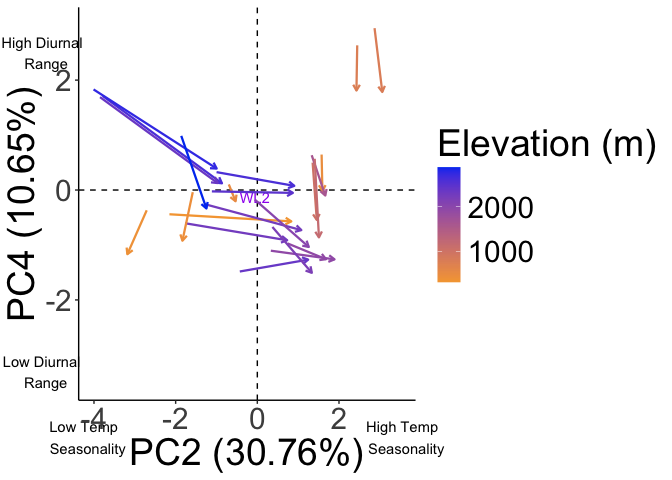 High Diurnal
Range
2
0
-2
PC4 (10.65%)
Low Diurnal
Range
WL2
-4
-2
0
2
Low Temp
Seasonality
PC2 (30.76%)
High Temp
Seasonality
Elevation (m)
2000
1000